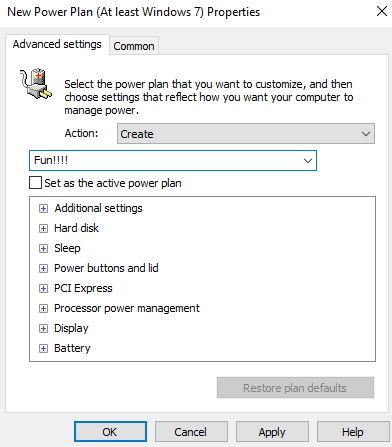 New Power Plan (At least Windows 7) Properties
Advanced settings
Common
Select the power plan that you want to customize, and then
choose settings that reflect how you want your computer to
manage power.
Action:
Create
Fun!!!!
Set as the active power plan
Additional settings
Hard disk
Sleep
Power buttons and lid
PCI Express
Processor power management
Display
Battery
Restore plan defaults
OK
Cancel
Apply
Help